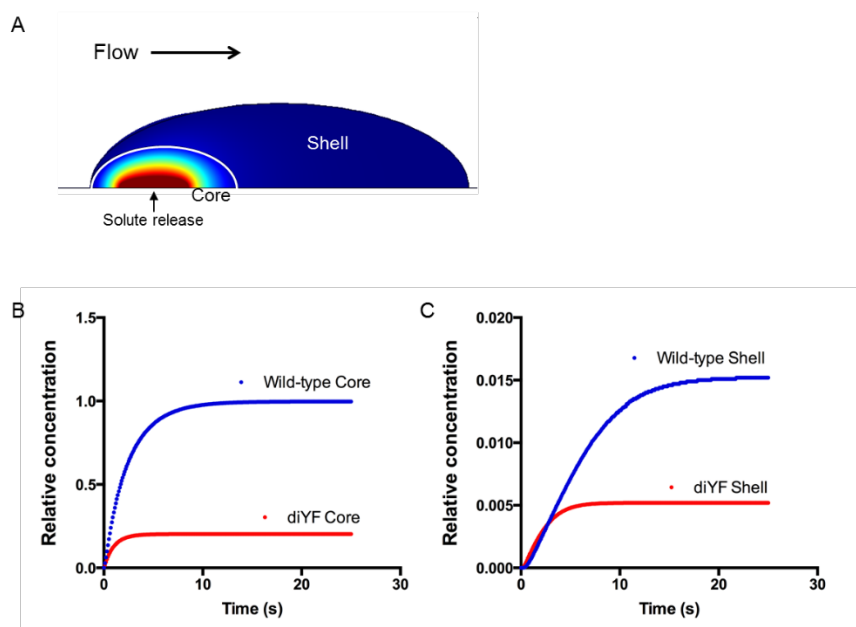 A
Flow
Shell
Core
Solute release
B
1.5
1.0
0.5
0.0
Relative concentration
Wild-type Core
diYF Core
0
10
20
30
Time (s)
C
0.020
0.015
0.010
0.005
0.000
Relative concentration
Wild-type Shell
diYF Shell
0
10
20
30
Time (s)